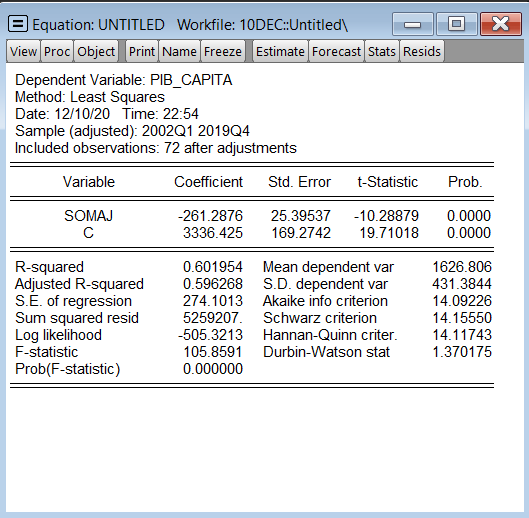 Equation: UNTITLED Workfile: 10DEC::Untitled\
View Proc Object Print Name Freeze Estimate Forecast Stats Resids
Dependent Variable: PIB_CAPITA
Method: Least Squares
Date: 12/10/20 Time: 22:54
Sample (adjusted): 2002Q1 2019Q4
Included observations: 72 after adjustments
Variable Coefficient Std. Error t-Statistic Prob.
SOMAJ -261.2876 25.39537 -10.28879 0.0000
C 3336.425 169.2742 19.71018 0.0000
R-squared 0.601954 Mean dependent var 1626.806
Adjusted R-squared 0.596268 S.D. dependent var 431.3844
S.E. of regression 274.1013 Akaike info criterion 14.09226
Sum squared resid 5259207. Schwarz criterion 14.15550
Log likelihood -505.3213 Hannan-Quinn criter. 14.11743
F-statistic 105.8591 Durbin-Watson stat 1.370175
Prob(F-statistic) 0.000000